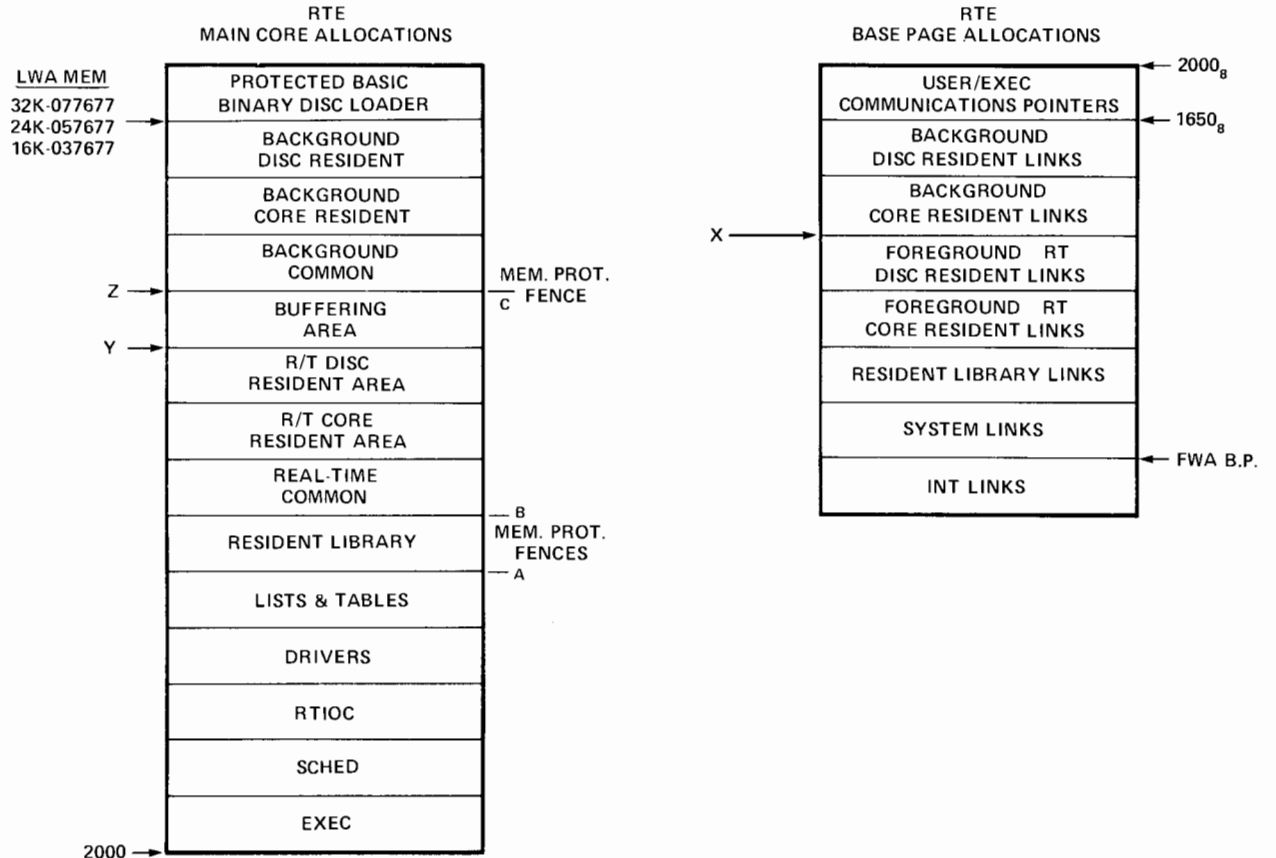 RTE
MAIN CORE ALLOCATIONS
LWA MEM
32K-077677
24K-057677
16K-037677
PROTECTED BASIC
BINARY DISC LOADER
BACKGROUND
DISC RESIDENT
BACKGROUND
CORE RESIDENT
BACKGROUND
COMMON
MEM. PROT.
FENCE
C
Z
BUFFERING
AREA
Y
R/T DISC
RESIDENT AREA
R/T CORE
RESIDENT AREA
REAL-TIME
COMMON
B
MEM. PROT.
FENCES
A
RESIDENT LIBRARY
LISTS & TABLES
DRIVERS
RTIOC
SCHED
EXEC
2000
RTE
BASE PAGE ALLOCATIONS
2000₈
USER/EXEC
COMMUNICATIONS POINTERS
1650₈
BACKGROUND
DISC RESIDENT LINKS
BACKGROUND
CORE RESIDENT LINKS
X
FOREGROUND RT
DISC RESIDENT LINKS
FOREGROUND RT
CORE RESIDENT LINKS
RESIDENT LIBRARY LINKS
SYSTEM LINKS
FWA B.P.
INT LINKS